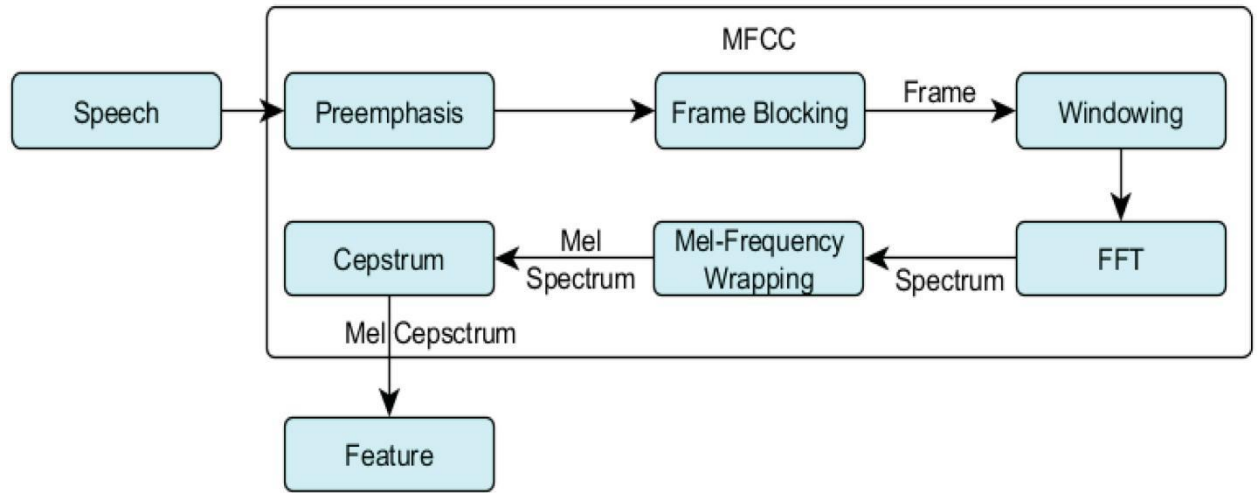 MFCC
Speech
Preemphasis
Frame Blocking
Frame
Windowing
FFT
Spectrum
Mel-Frequency
Wrapping
Mel
Spectrum
Cepstrum
Mel Cepsctrum
Feature